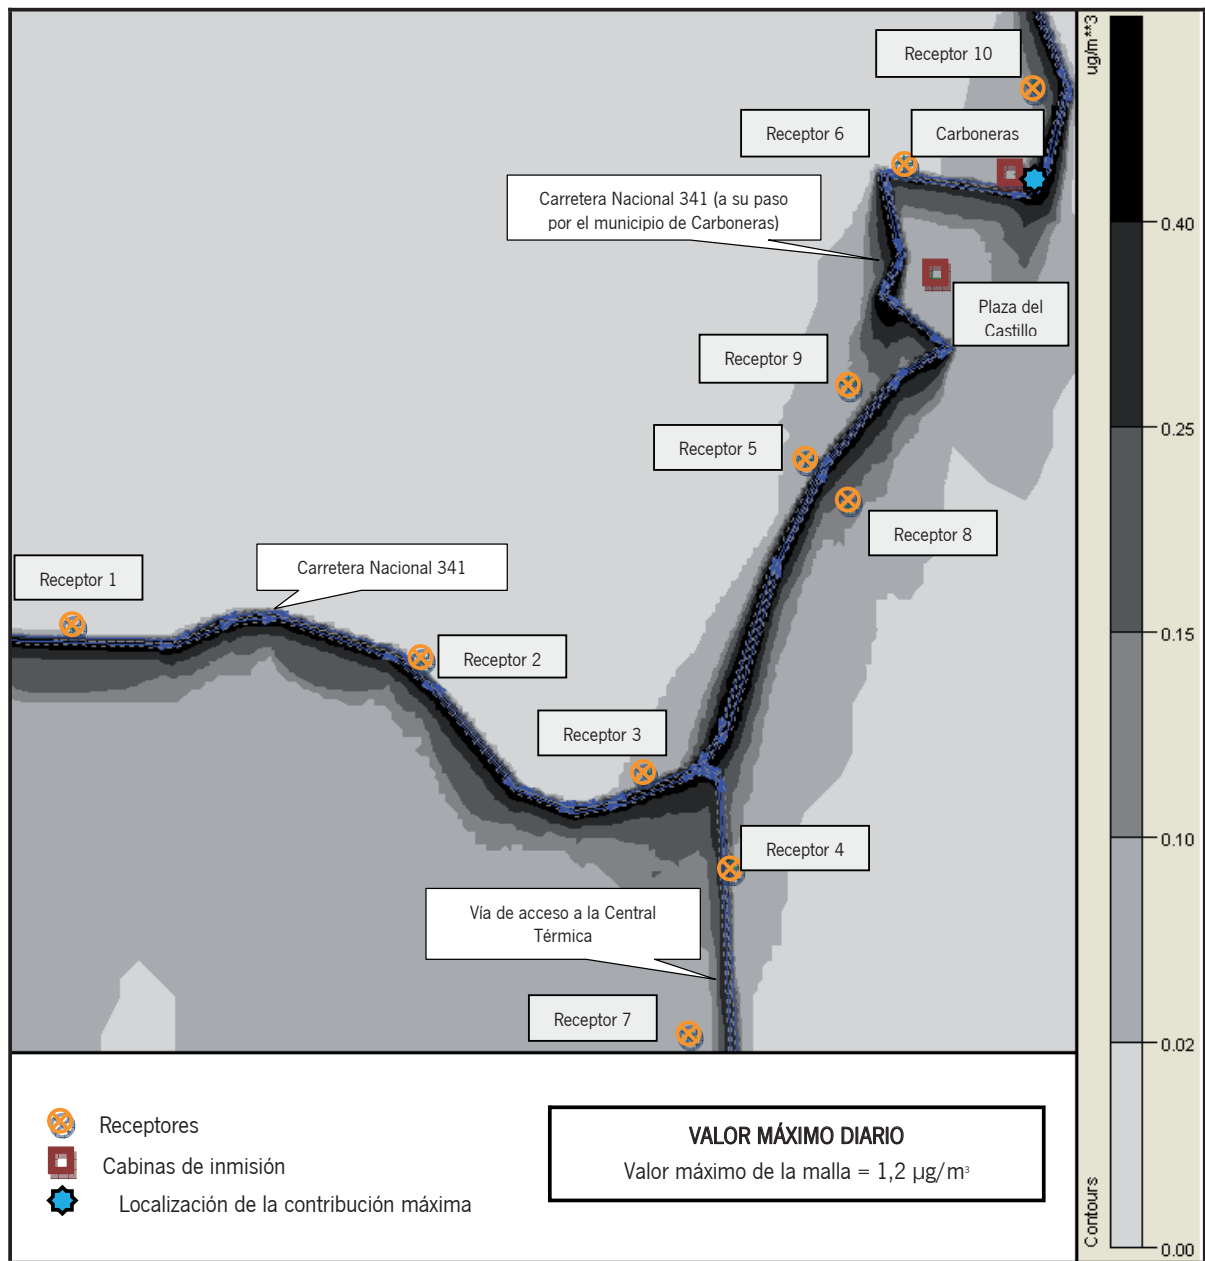 ug/m**3
Receptor 10
Receptor 6
Carboneras
Carretera Nacional 341 (a su paso
por el municipio de Carboneras)
0.40
Plaza del
Castillo
Receptor 9
0.25
Receptor 5
Receptor 8
Carretera Nacional 341
Receptor 1
0.15
Receptor 2
Receptor 3
0.10
Receptor 4
Vía de acceso a la Central
Térmica
Receptor 7
0.02
Receptores
Cabinas de inmisión
Localización de la contribución máxima
VALOR MÁXIMO DIARIO
Valor máximo de la malla = 1,2 µg/m³
Contours
0.00